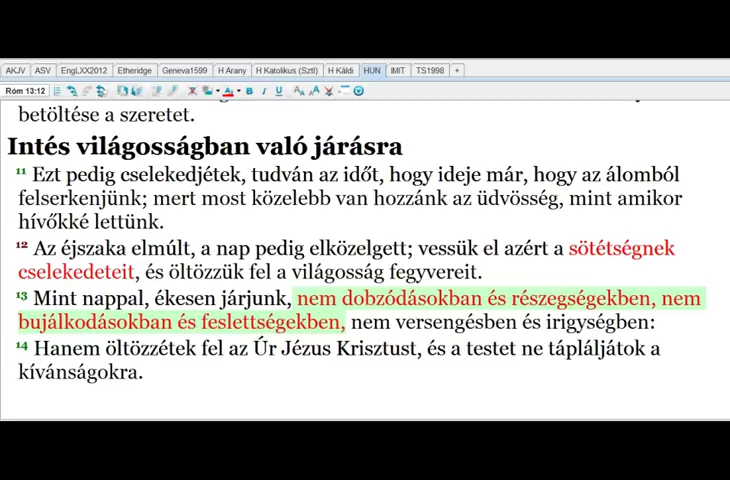 AKJV ASV EngLXX2012 Etheridge Geneva1599 H Arany H Katolikus (Sztl) H Káldi HUN IMIT TS1998 +
Róm 13:12
betöltése a szeretet.
Intés világosságban való járásra
11 Ezt pedig cselekedjétek, tudván az időt, hogy ideje már, hogy az álomból
felserkenjünk; mert most közelebb van hozzánk az üdvösség, mint amikor
hívőkké lettünk.
12 Az éjszaka elmúlt, a nap pedig elközelgett; vessük el azért a sötétségnek
cselekedeteit, és öltözzük fel a világosság fegyvereit.
13 Mint nappal, ékesen járjunk, nem dobzódásokban és részegségekben, nem
bujálkodásokban és feslettségekben, nem versengésben és irigységben:
14 Hanem öltözzétek fel az Úr Jézus Krisztust, és a testet ne tápláljátok a
kívánságokra.